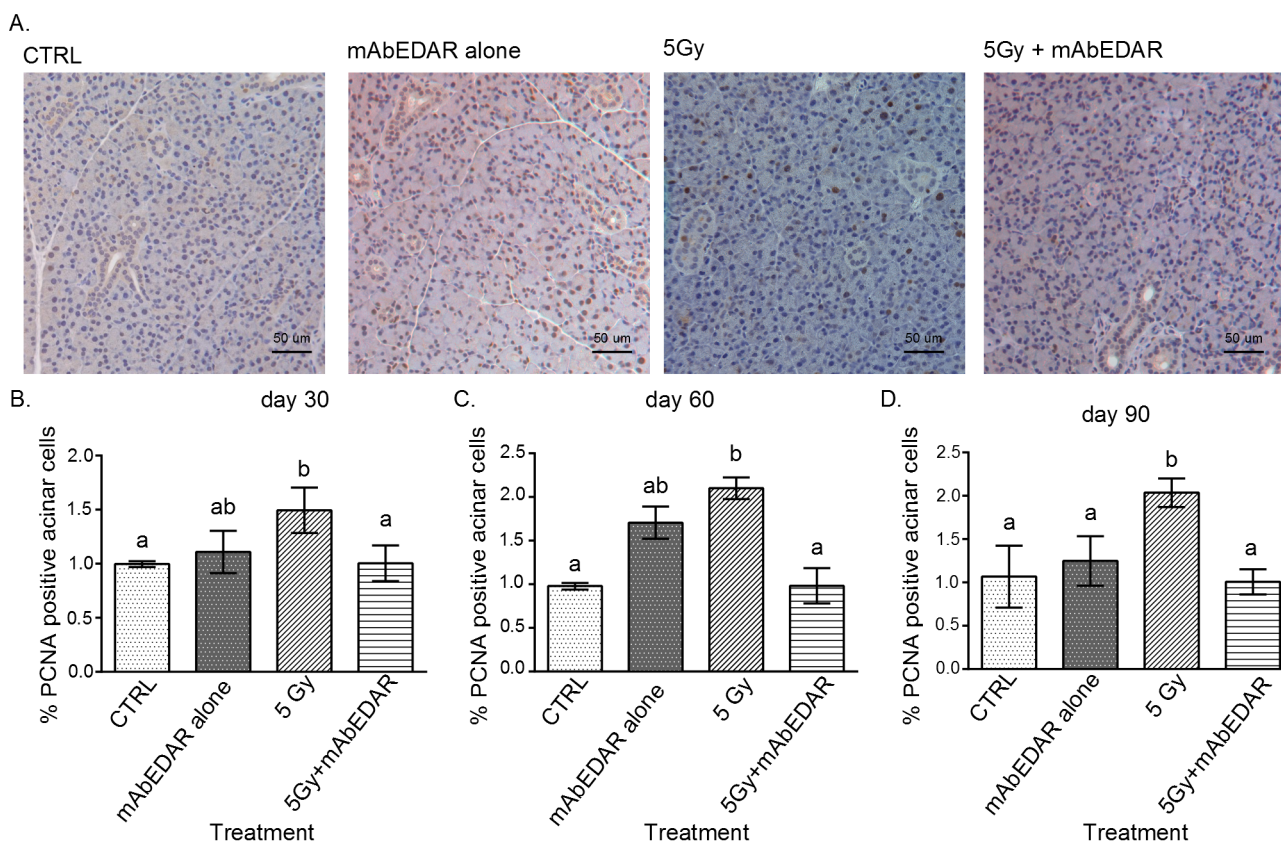 A.
CTRL
mAbEDAR alone
5Gy
5Gy + mAbEDAR
50 um
50 um
50 um
50 um
B.
day 30
% PCNA positive acinar cells
2.0
1.5
1.0
0.5
0.0
a
ab
b
a
CTRL
mAbEDAR alone
5 Gy
5Gy+mAbEDAR
Treatment
C.
day 60
% PCNA positive acinar cells
2.5
2.0
1.5
1.0
0.5
0.0
a
ab
b
a
CTRL
mAbEDAR alone
5 Gy
5Gy+mAbEDAR
Treatment
D.
day 90
% PCNA positive acinar cells
2.5
2.0
1.5
1.0
0.5
0.0
a
a
b
a
CTRL
mAbEDAR alone
5 Gy
5Gy+mAbEDAR
Treatment